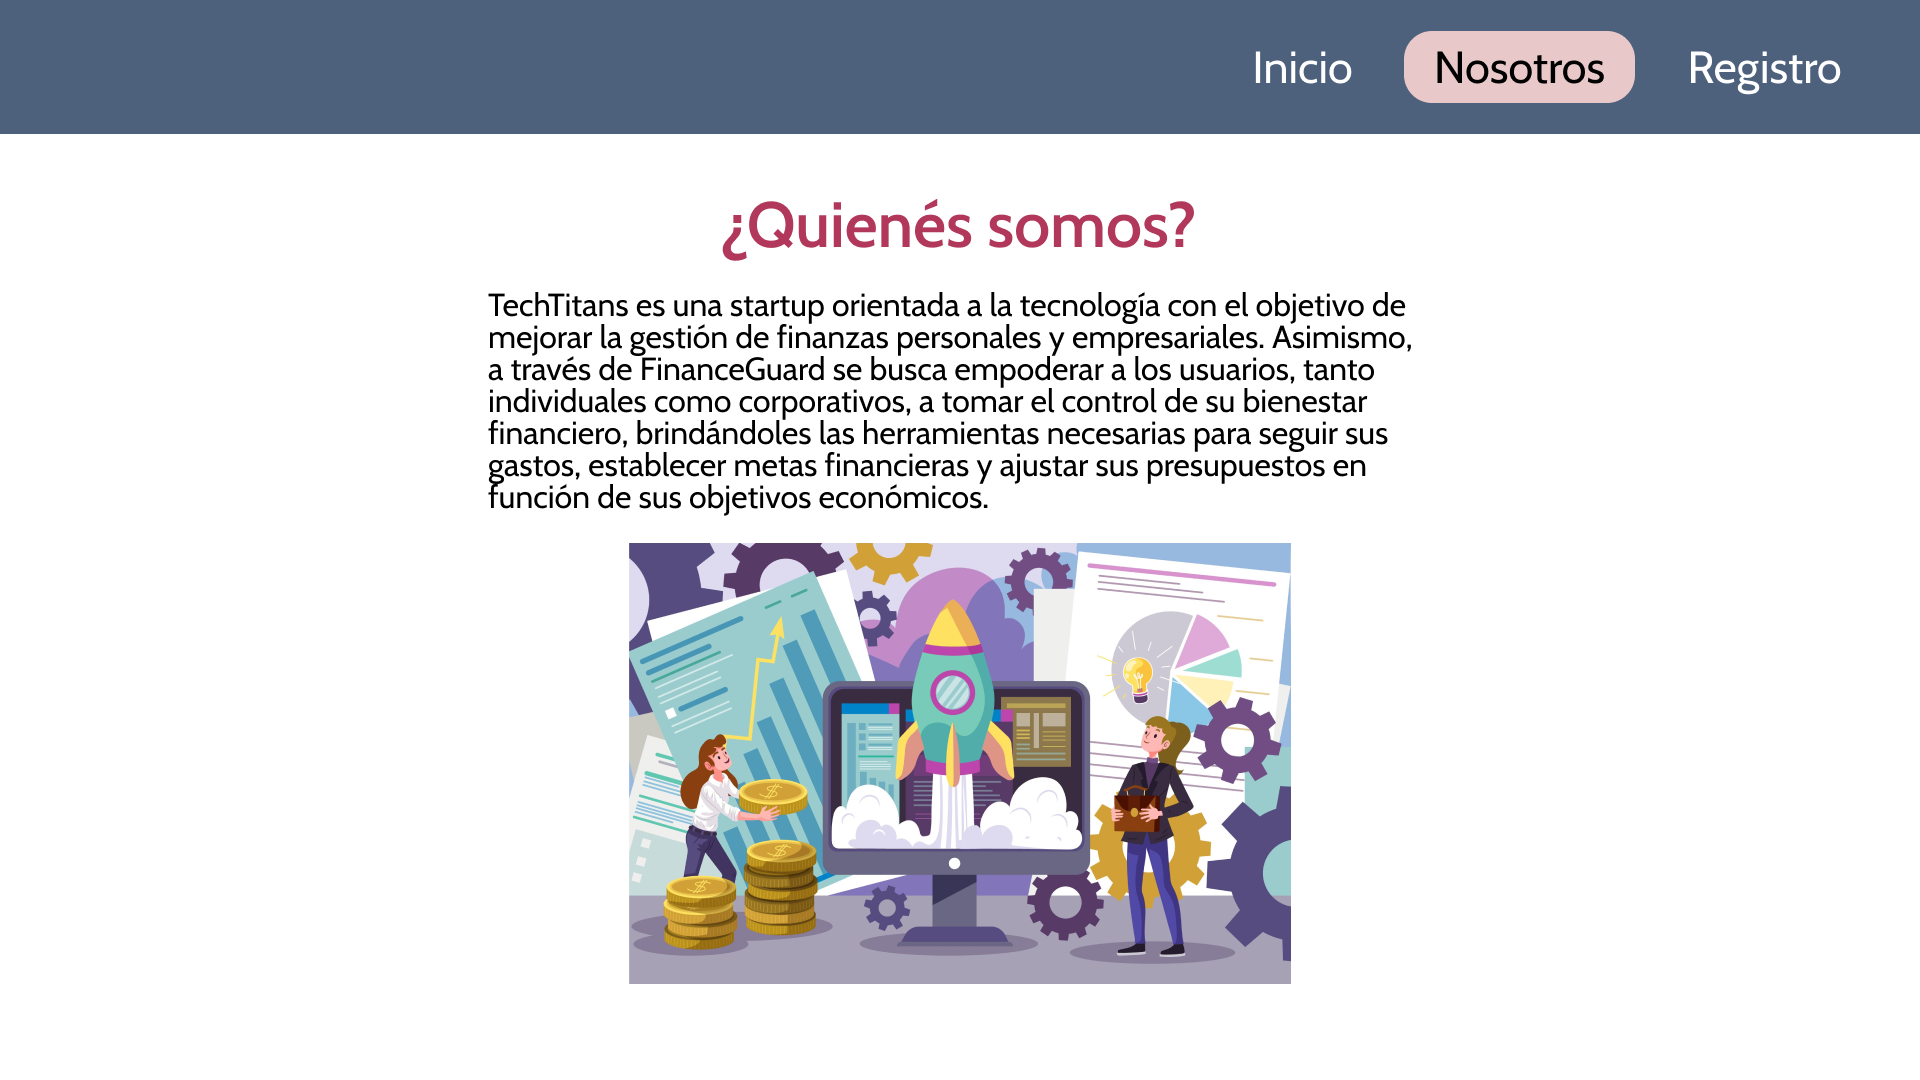 Inicio Nosotros Registro
¿Quienés somos?
TechTitans es una startup orientada a la tecnología con el objetivo de
mejorar la gestión de finanzas personales y empresariales. Asimismo,
a través de FinanceGuard se busca empoderar a los usuarios, tanto
individuales como corporativos, a tomar el control de su bienestar
financiero, brindándoles las herramientas necesarias para seguir sus
gastos, establecer metas financieras y ajustar sus presupuestos en
función de sus objetivos económicos.